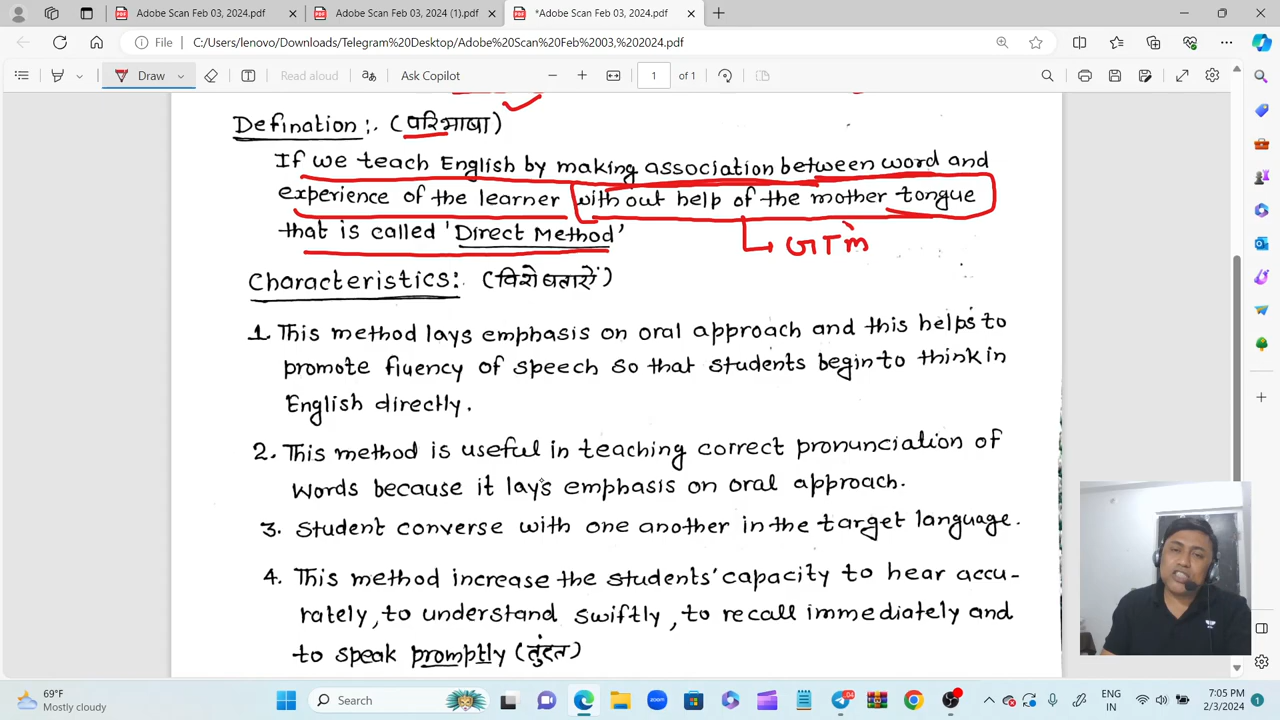 Adobe Scan Feb 03, 2024.pdf
Adobe Scan Feb 03, 2024 (1).pdf
*Adobe Scan Feb 03, 2024.pdf
File
C:/Users/lenovo/Downloads/Telegram%20Desktop/Adobe%20Scan%20Feb%2003,%202024.pdf
Draw
Read aloud
Ask Copilot
1
of 1
Defination:. (परिभाषा)
If we teach English by making association between word and
experience of the learner with out help of the mother tongue
that is called 'Direct Method'
GTM
Characteristics: (विशेषताऐं)
1. This method lays emphasis on oral approach and this helps to
promote fluency of speech so that students begin to think in
English directly.
2. This method is useful in teaching correct pronunciation of
words because it lays emphasis on oral approach.
3. Student converse with one another in the target language.
4. This method increase the students' capacity to hear accu-
rately, to understand swiftly, to recall immediately and
to speak promptly (तुंरत)
69°F
Mostly cloudy
Search
ENG
IN
7:05 PM
2/3/2024